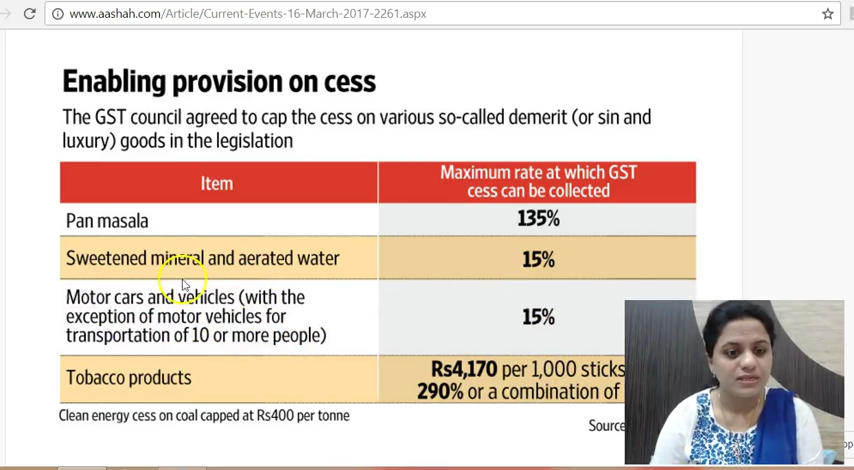 www.aashah.com/Article/Current-Events-16-March-2017-2261.aspx
Enabling provision on cess
The GST council agreed to cap the cess on various so-called demerit (or sin and
luxury) goods in the legislation
Item
Maximum rate at which GST
cess can be collected
Pan masala
135%
Sweetened mineral and aerated water
15%
Motor cars and vehicles (with the
exception of motor vehicles for
transportation of 10 or more people)
15%
Tobacco products
Rs4,170 per 1,000 sticks
290% or a combination of
Clean energy cess on coal capped at Rs400 per tonne
Source